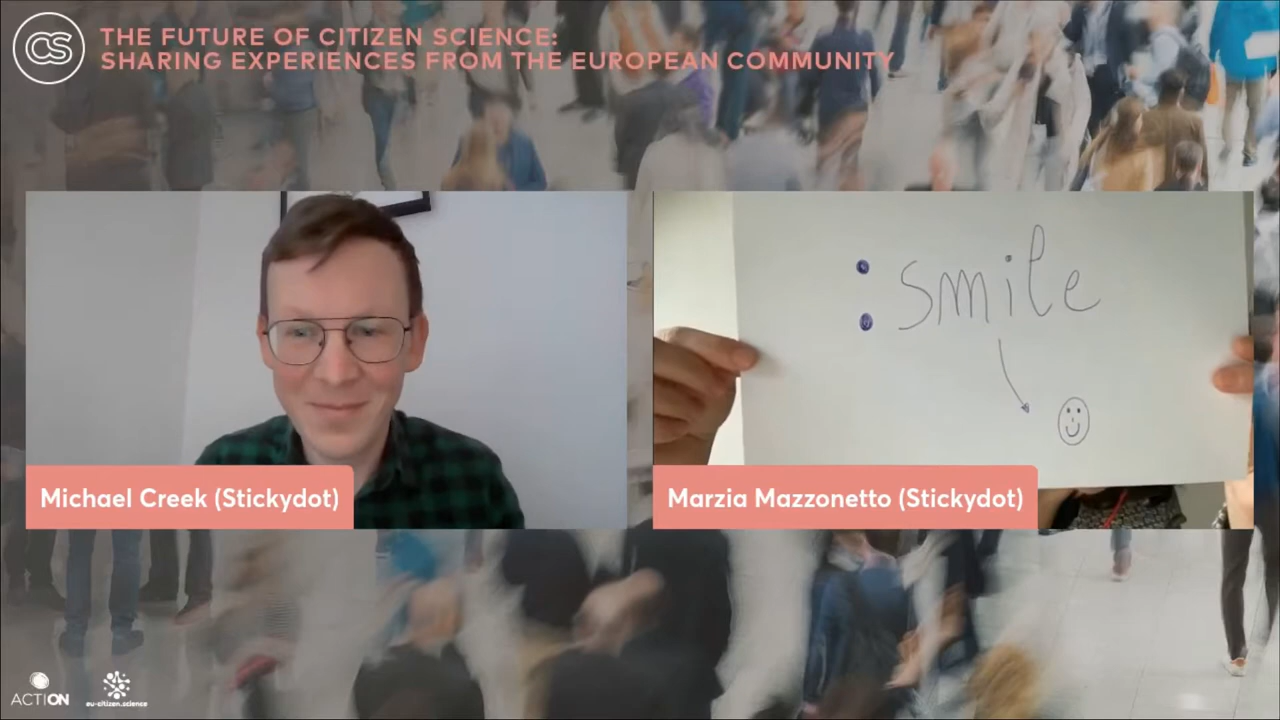 CS
THE FUTURE OF CITIZEN SCIENCE:
SHARING EXPERIENCES FROM THE EUROPEAN COMMUNITY
: smile
Michael Creek (Stickydot)
Marzia Mazzonetto (Stickydot)
ACTION
eu-citizen.science